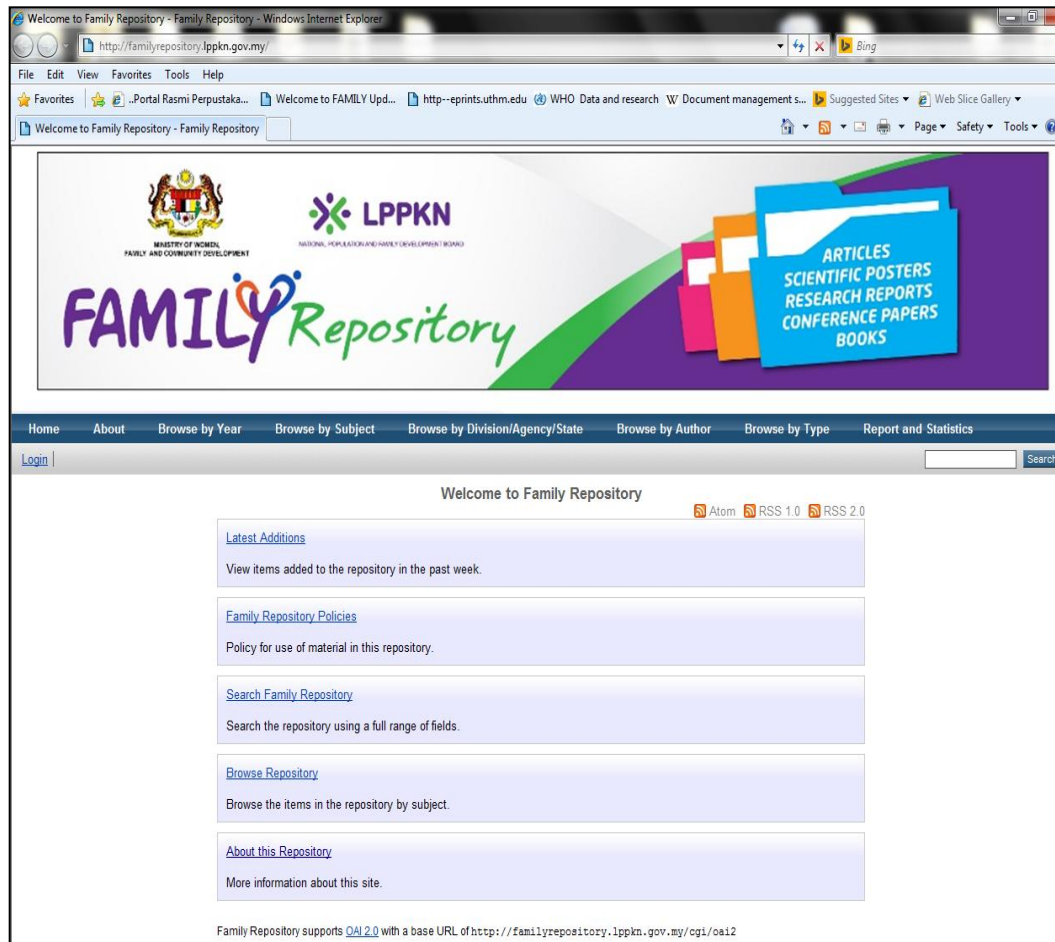 Welcome to Family Repository - Family Repository - Windows Internet Explorer
http://familyrepository.lppkn.gov.my/
Bing
File Edit View Favorites Tools Help
Favorites ..Portal Rasmi Perpustaka... Welcome to FAMILY Upd... http--eprints.uthm.edu WHO Data and research W Document management s... Suggested Sites Web Slice Gallery
Welcome to Family Repository - Family Repository
Page Safety Tools
MINISTRY OF WOMEN,
FAMILY AND COMMUNITY DEVELOPMENT
LPPKN
NATIONAL POPULATION AND FAMILY DEVELOPMENT BOARD
FAMILY Repository
ARTICLES
SCIENTIFIC POSTERS
RESEARCH REPORTS
CONFERENCE PAPERS
BOOKS
Home About Browse by Year Browse by Subject Browse by Division/Agency/State Browse by Author Browse by Type Report and Statistics
Login Search
Welcome to Family Repository
Atom RSS 1.0 RSS 2.0
Latest Additions
View items added to the repository in the past week.
Family Repository Policies
Policy for use of material in this repository.
Search Family Repository
Search the repository using a full range of fields.
Browse Repository
Browse the items in the repository by subject.
About this Repository
More information about this site.
Family Repository supports OAI 2.0 with a base URL of http://familyrepository.lppkn.gov.my/cgi/oai2